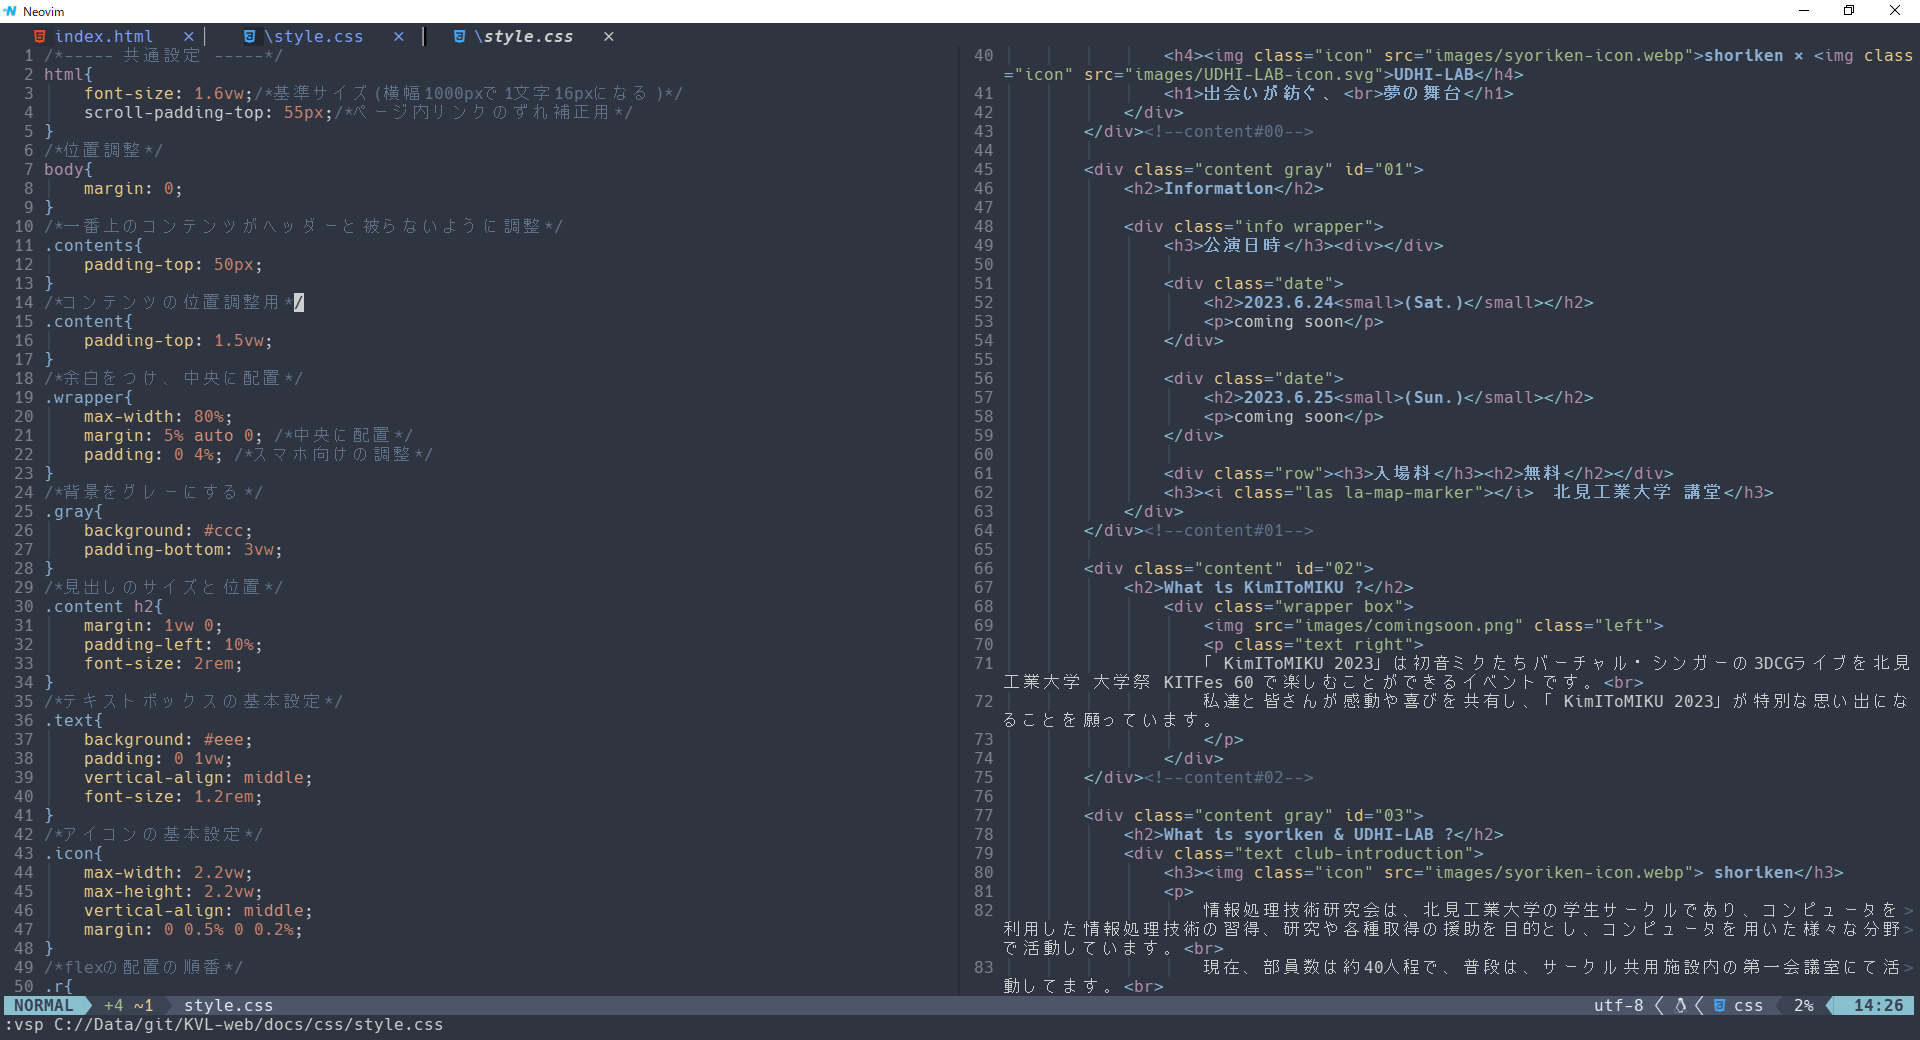 Neovim
index.html × \style.css × \style.css ×
1 /*----- 共通設定 -----*/
2 html{
3     font-size: 1.6vw;/*基準サイズ(横幅1000pxで1文字16pxになる)*/
4     scroll-padding-top: 55px;/*ページ内リンクのずれ補正用*/
5 }
6 /*位置調整*/
7 body{
8     margin: 0;
9 }
10 /*一番上のコンテンツがヘッダーと被らないように調整*/
11 .contents{
12     padding-top: 50px;
13 }
14 /*コンテンツの位置調整用*/
15 .content{
16     padding-top: 1.5vw;
17 }
18 /*余白をつけ、中央に配置*/
19 .wrapper{
20     max-width: 80%;
21     margin: 5% auto 0; /*中央に配置*/
22     padding: 0 4%; /*スマホ向けの調整*/
23 }
24 /*背景をグレーにする*/
25 .gray{
26     background: #ccc;
27     padding-bottom: 3vw;
28 }
29 /*見出しのサイズと位置*/
30 .content h2{
31     margin: 1vw 0;
32     padding-left: 10%;
33     font-size: 2rem;
34 }
35 /*テキストボックスの基本設定*/
36 .text{
37     background: #eee;
38     padding: 0 1vw;
39     vertical-align: middle;
40     font-size: 1.2rem;
41 }
42 /*アイコンの基本設定*/
43 .icon{
44     max-width: 2.2vw;
45     max-height: 2.2vw;
46     vertical-align: middle;
47     margin: 0 0.5% 0 0.2%;
48 }
49 /*flexの配置の順番*/
50 .r{
40 <h4><img class="icon" src="images/syoriken-icon.webp">shoriken × <img class
="icon" src="images/UDHI-LAB-icon.svg">UDHI-LAB</h4>
41 <h1>出会いが紡ぐ、<br>夢の舞台</h1>
42 </div>
43 </div><!--content#00-->
44
45 <div class="content gray" id="01">
46 <h2>Information</h2>
47
48 <div class="info wrapper">
49 <h3>公演日時</h3><div></div>
50
51 <div class="date">
52 <h2>2023.6.24<small>(Sat.)</small></h2>
53 <p>coming soon</p>
54 </div>
55
56 <div class="date">
57 <h2>2023.6.25<small>(Sun.)</small></h2>
58 <p>coming soon</p>
59 </div>
60
61 <div class="row"><h3>入場料</h3><h2>無料</h2></div>
62 <h3><i class="las la-map-marker"></i> 北見工業大学 講堂</h3>
63 </div>
64 </div><!--content#01-->
65
66 <div class="content" id="02">
67 <h2>What is KimIToMIKU ?</h2>
68 <div class="wrapper box">
69 <img src="images/comingsoon.png" class="left">
70 <p class="text right">
71 「KimIToMIKU 2023」は初音ミクたちバーチャル・シンガーの3DCGライブを北見
工業大学 大学祭 KITFes 60で楽しむことができるイベントです。<br>
72 私達と皆さんが感動や喜びを共有し、「KimIToMIKU 2023」が特別な思い出にな
ることを願っています。
73 </p>
74 </div>
75 </div><!--content#02-->
76
77 <div class="content gray" id="03">
78 <h2>What is syoriken & UDHI-LAB ?</h2>
79 <div class="text club-introduction">
80 <h3><img class="icon" src="images/syoriken-icon.webp"> shoriken</h3>
81 <p>
82 情報処理技術研究会は、北見工業大学の学生サークルであり、コンピュータを>
利用した情報処理技術の習得、研究や各種取得の援助を目的とし、コンピュータを用いた様々な分野>
で活動しています。<br>
83 現在、部員数は約40人程で、普段は、サークル共用施設内の第一会議室にて活>
動してます。<br>
NORMAL +4 ~1 style.css utf-8 css 2% 14:26
:vsp C://Data/git/KVL-web/docs/css/style.css